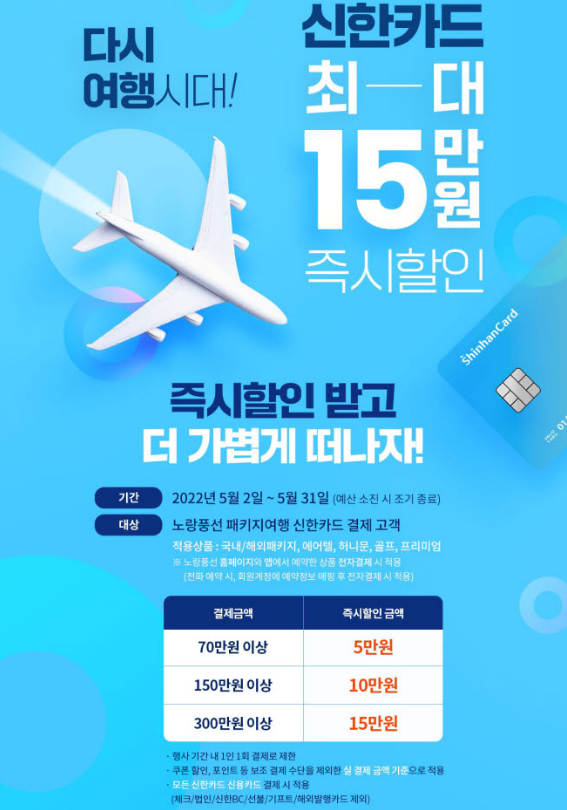 다시
여행시대!
신한카드
최一대
15만원
즉시할인
ShinhanCard
즉시할인 받고
더 가볍게 떠나자!
기간 2022년 5월 2일 ~ 5월 31일 (예산 소진 시 조기 종료)
대상 노랑풍선 패키지여행 신한카드 결제 고객
적용상품 : 국내/해외패키지, 에어텔, 허니문, 골프, 프리미엄
※ 노랑풍선 홈페이지와 앱에서 예약한 상품 전자결제 시 적용
(전화 예약 시, 회원계정에 예약정보 매핑 후 전자결제 시 적용)
결제금액 즉시할인 금액
70만원 이상 5만원
150만원 이상 10만원
300만원 이상 15만원
· 행사 기간 내 1인 1회 결제로 제한
· 쿠폰 할인, 포인트 등 보조 결제 수단을 제외한 실 결제 금액 기준으로 적용
· 모든 신한카드 신용카드 결제 시 적용
(체크/법인/신한BC/선불/기프트/해외발행카드 제외)